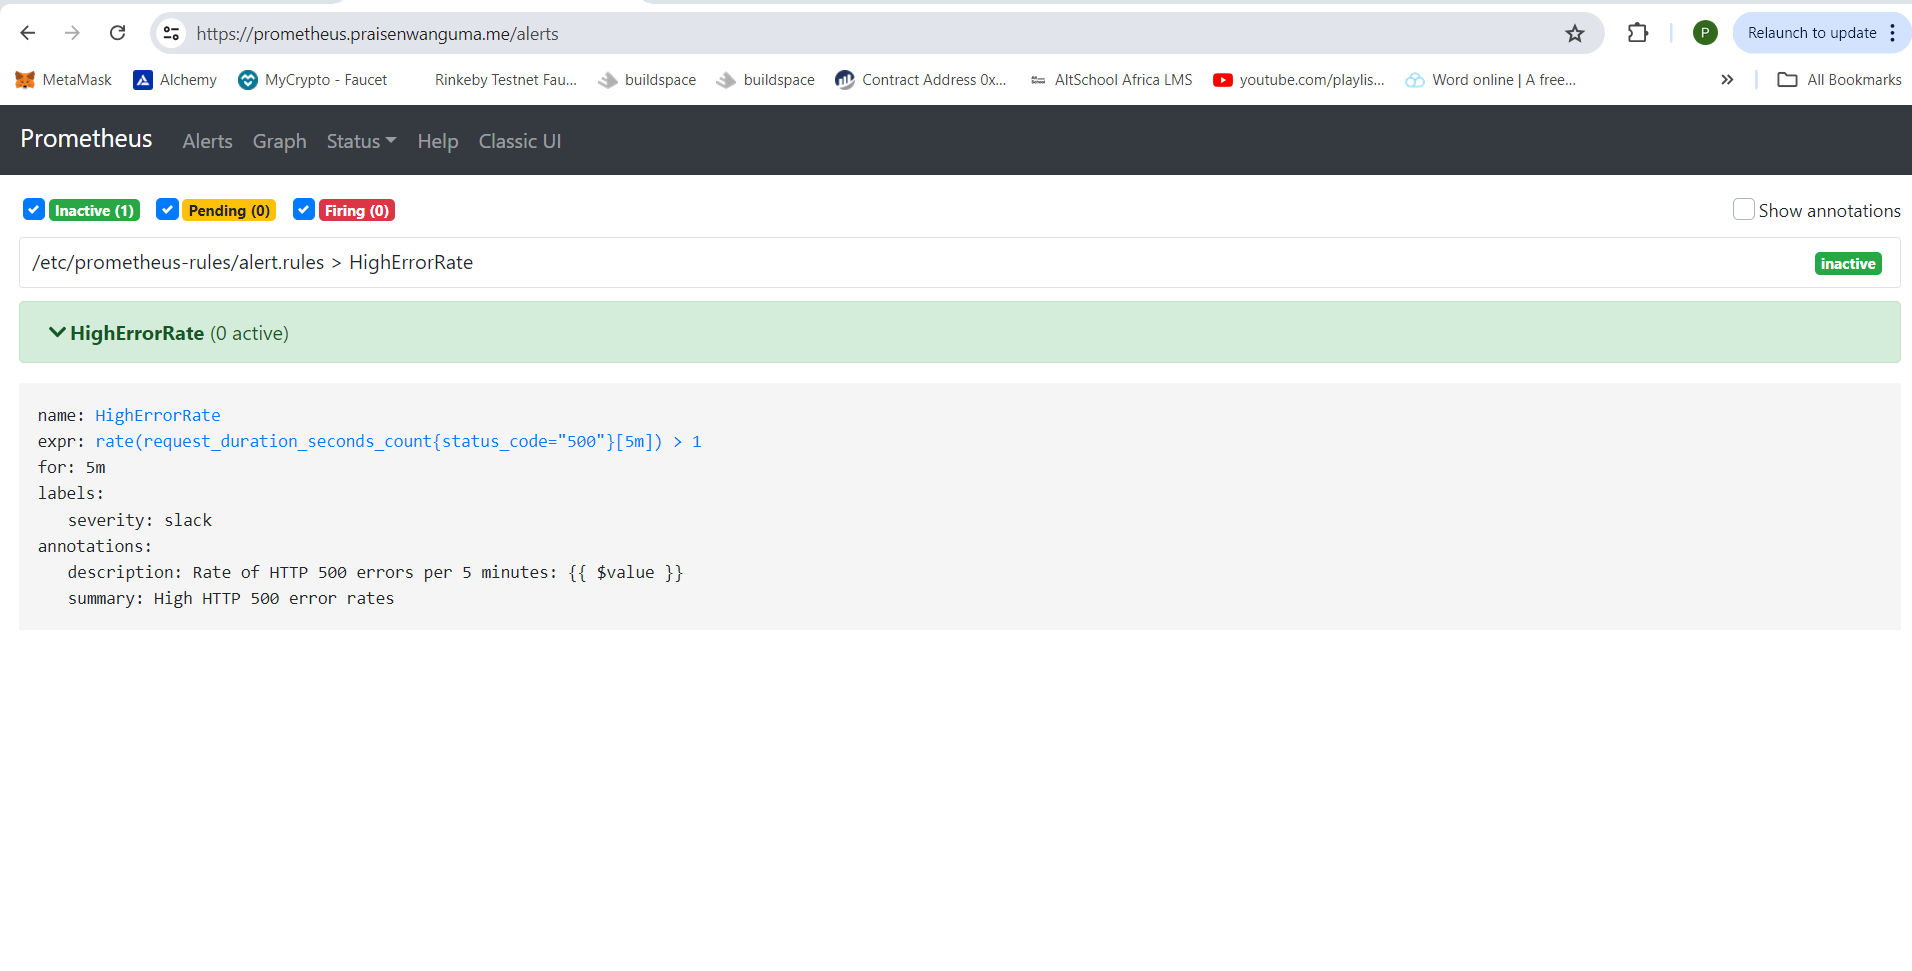 https://prometheus.praisenwanguma.me/alerts
P
Relaunch to update
MetaMask
Alchemy
MyCrypto - Faucet
Rinkeby Testnet Fau...
buildspace
buildspace
Contract Address 0x...
AltSchool Africa LMS
youtube.com/playlis...
Word online | A free...
»
All Bookmarks
Prometheus
Alerts
Graph
Status
Help
Classic UI
Inactive (1)
Pending (0)
Firing (0)
Show annotations
/etc/prometheus-rules/alert.rules > HighErrorRate
inactive
HighErrorRate (0 active)
name: HighErrorRate
expr: rate(request_duration_seconds_count{status_code="500"}[5m]) > 1
for: 5m
labels:
severity: slack
annotations:
description: Rate of HTTP 500 errors per 5 minutes: {{ $value }}
summary: High HTTP 500 error rates